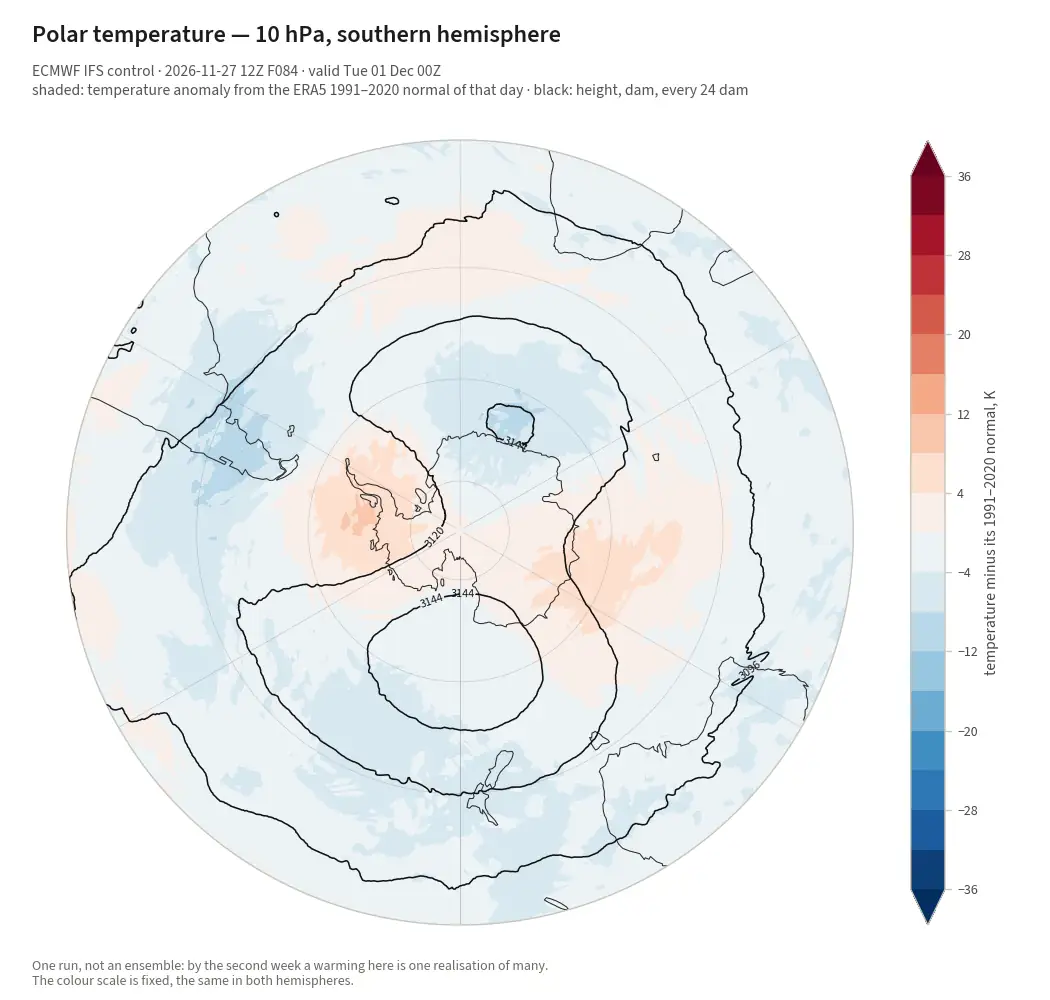 Polar temperature — 10 hPa, southern hemisphere
ECMWF IFS control · 2026-11-27 12Z F084 · valid Tue 01 Dec 00Z
shaded: temperature anomaly from the ERA5 1991–2020 normal of that day · black: height, dam, every 24 dam
36
28
20
12
4
−4
−12
−20
−28
−36
temperature minus its 1991–2020 normal, K
3144
3120
3144
3144
3096
One run, not an ensemble: by the second week a warming here is one realisation of many.
The colour scale is fixed, the same in both hemispheres.